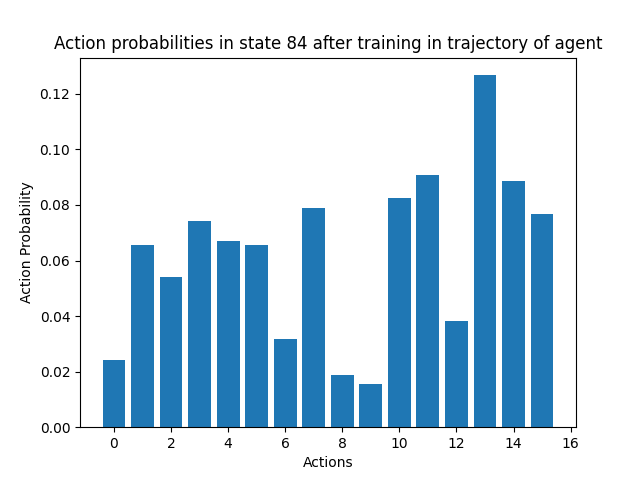 Action probabilities in state 84 after training in trajectory of agent
0.12
0.10
0.08
0.06
0.04
0.02
0.00
Action Probability
0 2 4 6 8 10 12 14 16
Actions